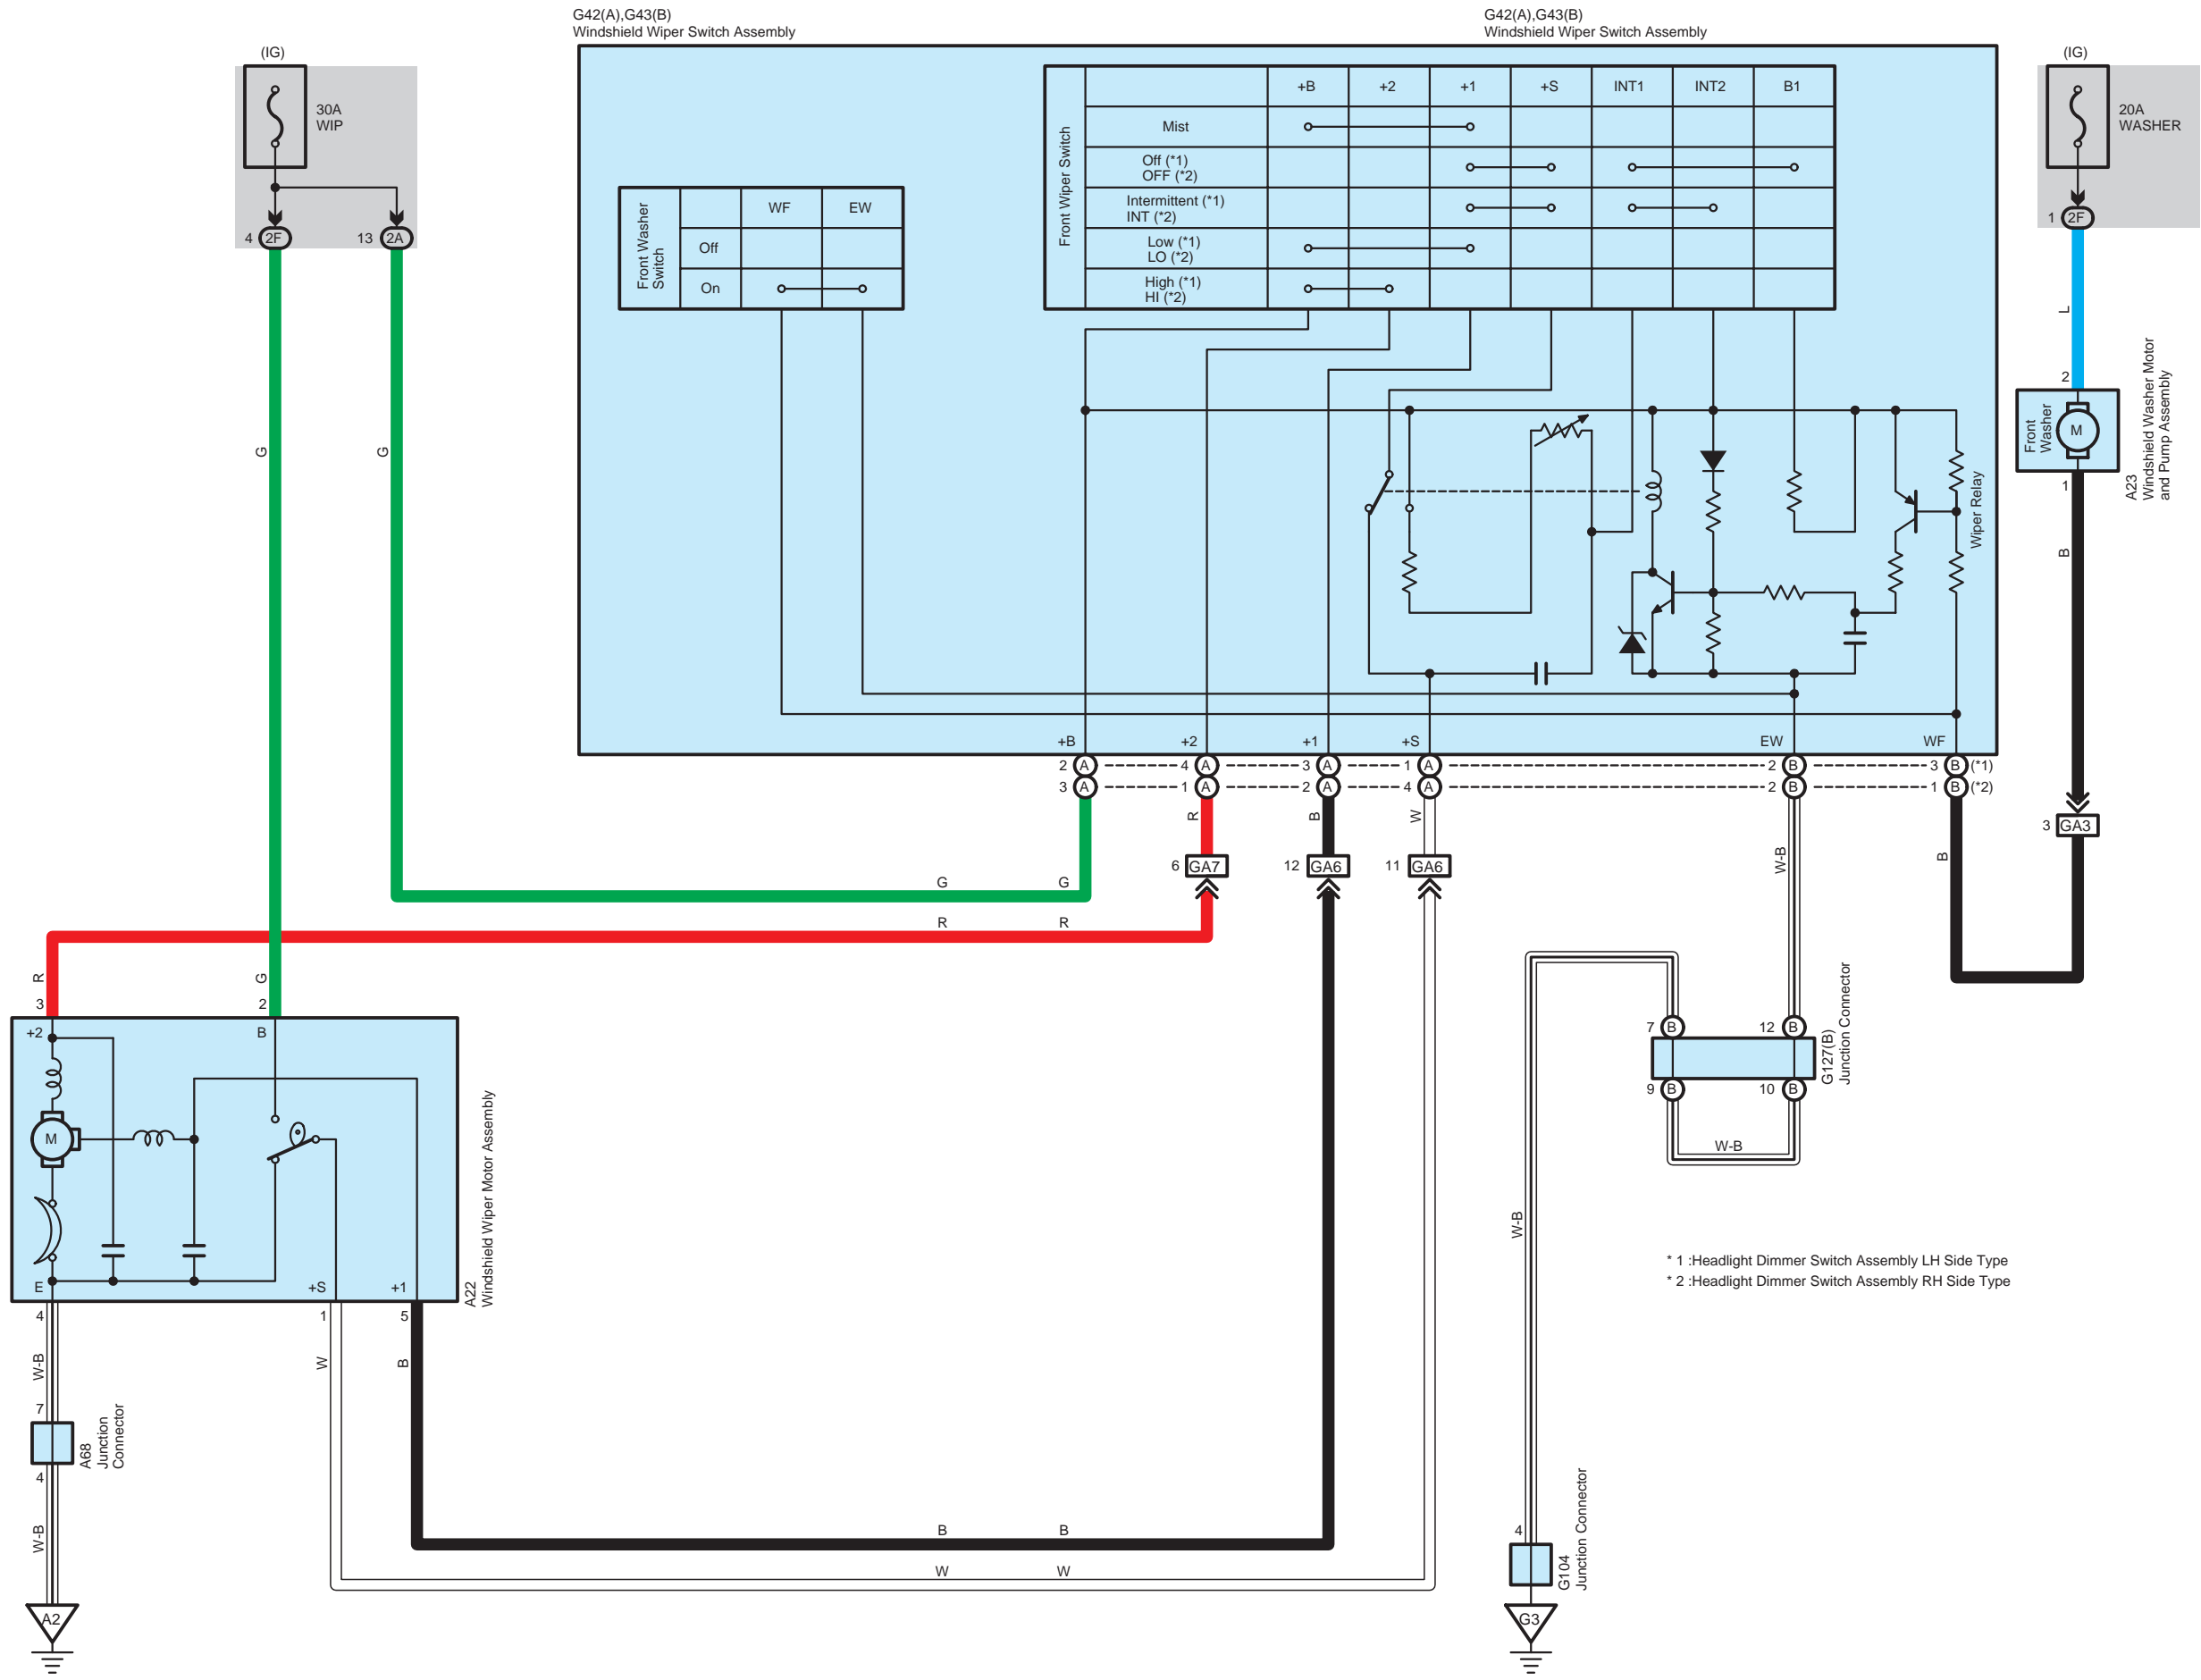 G42(A),G43(B)
Windshield Wiper Switch Assembly
G42(A),G43(B)
Windshield Wiper Switch Assembly
(IG)
30A
WIP
4 2F
13 2A
G
G
Front Washer
Switch
WF EW
Off
On
Front Wiper Switch
+B +2 +1 +S INT1 INT2 B1
Mist
Off (*1)
OFF (*2)
Intermittent (*1)
INT (*2)
Low (*1)
LO (*2)
High (*1)
HI (*2)
Wiper Relay
(IG)
20A
WASHER
1 2F
L
2
Front
Washer
M
1
A23
Windshield Washer Motor
and Pump Assembly
B
3 GA3
+B +2 +1 +S EW WF
2 A 4 A 3 A 1 A 2 B 3 B (*1)
3 A 1 A 2 A 4 A 2 B 1 B (*2)
R
B
W
W-B
B
6 GA7
12 GA6
11 GA6
G G
R R
R
G
3
2
+2
B
M
E
+S
+1
4
1
5
A22
Windshield Wiper Motor Assembly
W-B
W
B
7
A68
Junction
Connector
4
W-B
A2
B B
W W
7 B
12 B
9 B
10 B
G127(B)
Junction Connector
W-B
W-B
4
G104
Junction Connector
G3
* 1 :Headlight Dimmer Switch Assembly LH Side Type
* 2 :Headlight Dimmer Switch Assembly RH Side Type